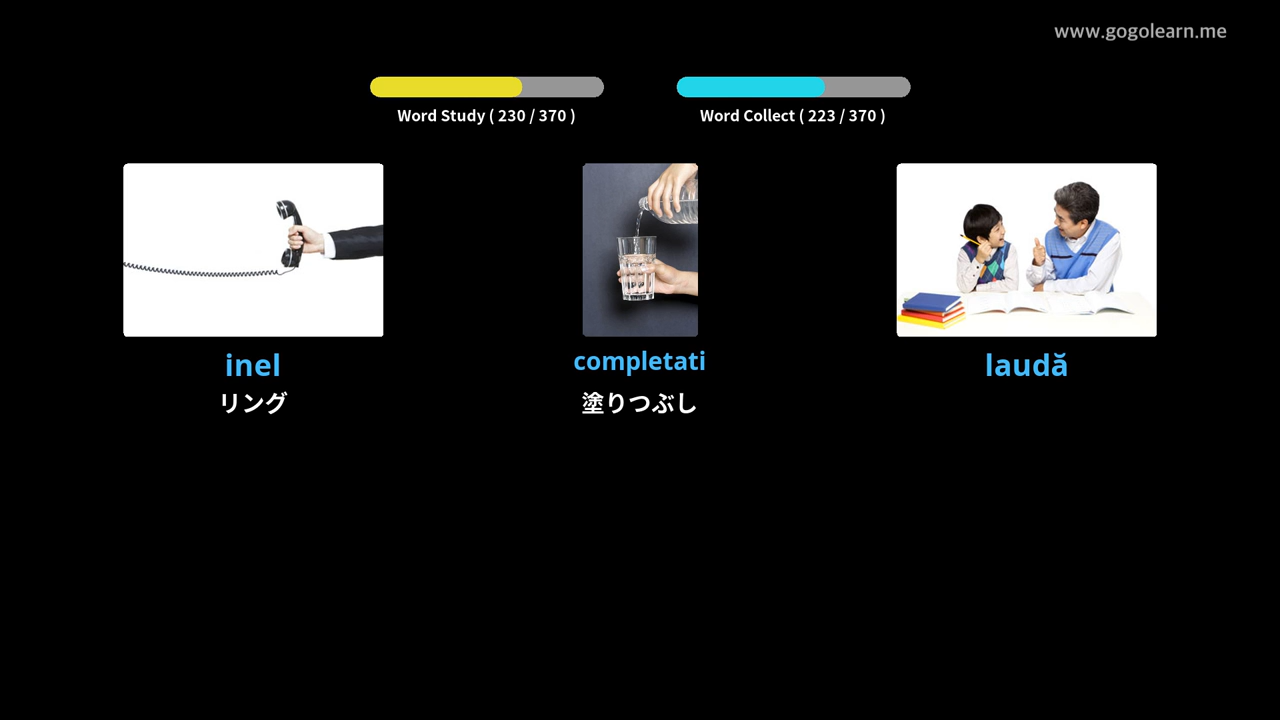 www.gogolearn.me
Word Study ( 230 / 370 )
Word Collect ( 223 / 370 )
inel
completati
laudă
リング
塗りつぶし